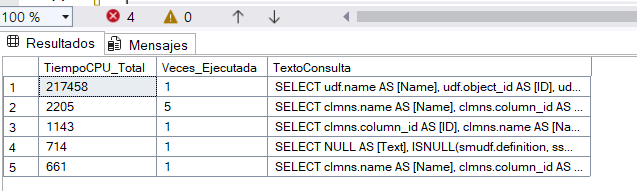 100 % 4 0
Resultados Mensajes
TiempoCPU_Total Veces_Ejecutada TextoConsulta
1 217458 1 SELECT udf.name AS [Name], udf.object_id AS [ID], ud...
2 2205 5 SELECT clmns.name AS [Name], clmns.column_id AS ...
3 1143 1 SELECT clmns.column_id AS [ID], clmns.name AS [Na...
4 714 1 SELECT NULL AS [Text], ISNULL(smudf.definition, ss...
5 661 1 SELECT clmns.name AS [Name], clmns.column_id AS ...